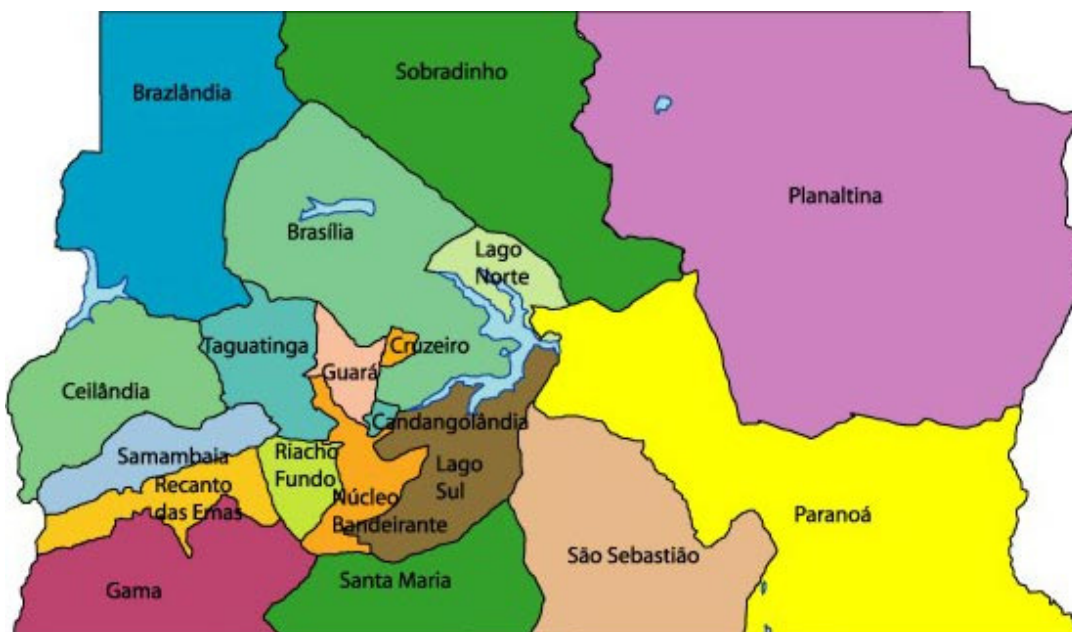 Sobradinho
Brazlândia
Planaltina
Brasília
Lago
Norte
Taguatinga
Cruzeiro
Guará
Ceilândia
Candangolândia
Samambaia
Riacho
Fundo
Lago
Sul
Recanto
das Emas
Núcleo
Bandeirante
Paranoá
São Sebastião
Santa Maria
Gama